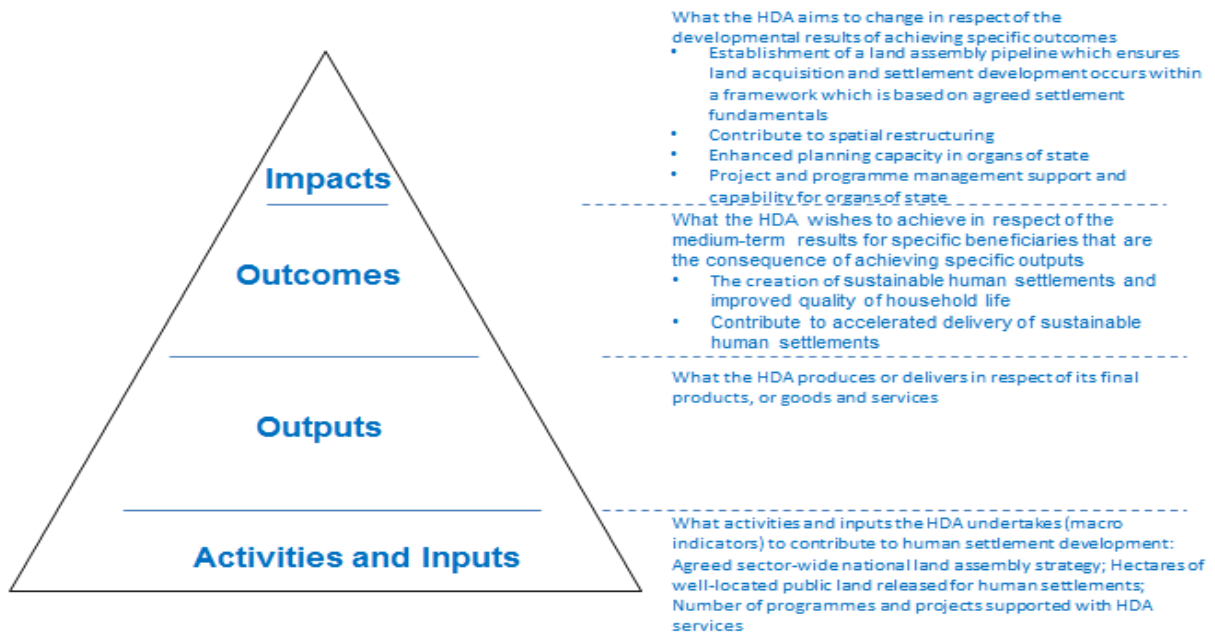 What the HDA aims to change in respect of the
developmental results of achieving specific outcomes
• Establishment of a land assembly pipeline which ensures
land acquisition and settlement development occurs within
a framework which is based on agreed settlement
fundamentals
• Contribute to spatial restructuring
• Enhanced planning capacity in organs of state
• Project and programme management support and
capability for organs of state
Impacts
What the HDA wishes to achieve in respect of the
medium-term results for specific beneficiaries that are
the consequence of achieving specific outputs
• The creation of sustainable human settlements and
improved quality of household life
• Contribute to accelerated delivery of sustainable
human settlements
Outcomes
What the HDA produces or delivers in respect of its final
products, or goods and services
Outputs
What activities and inputs the HDA undertakes (macro
indicators) to contribute to human settlement development:
Agreed sector-wide national land assembly strategy; Hectares of
well-located public land released for human settlements;
Number of programmes and projects supported with HDA
services
Activities and Inputs